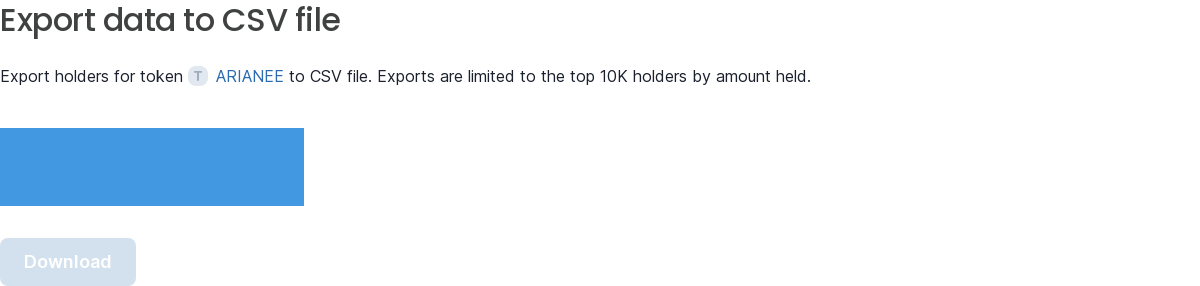 Export data to CSV file
Export holders for token T ARIANEE to CSV file. Exports are limited to the top 10K holders by amount held.
Download